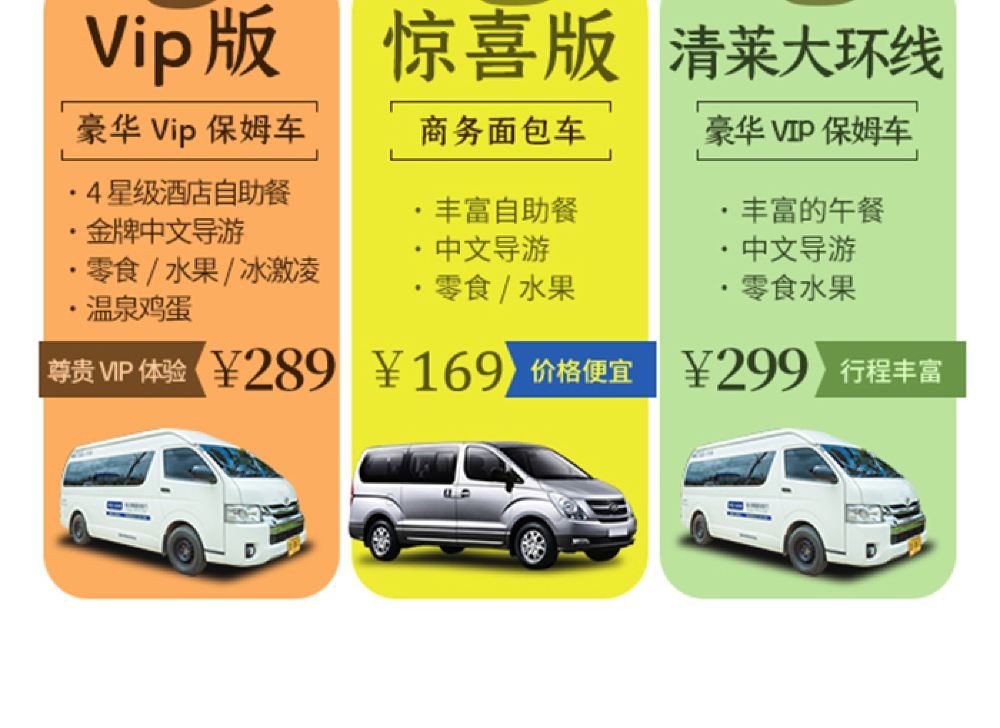 Vip 版
豪华 Vip 保姆车
· 4 星级酒店自助餐
· 金牌中文导游
· 零食 / 水果 / 冰激凌
· 温泉鸡蛋
尊贵 VIP 体验
¥289
惊喜版
商务面包车
· 丰富自助餐
· 中文导游
· 零食 / 水果
¥169
价格便宜
清莱大环线
豪华 VIP 保姆车
· 丰富的午餐
· 中文导游
· 零食水果
¥299
行程丰富